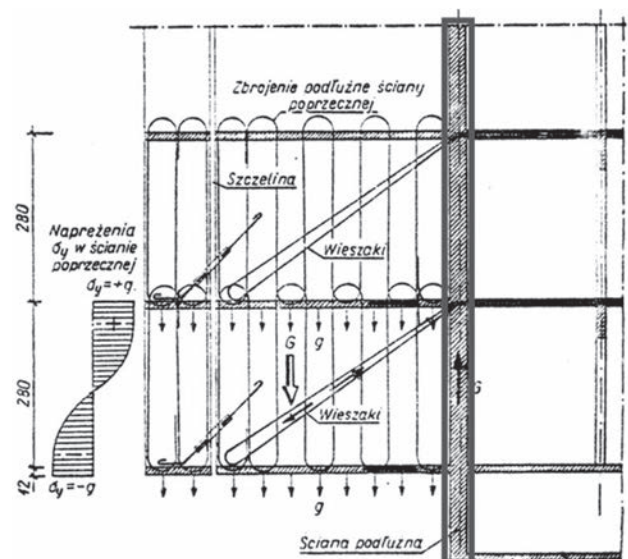 Zbrojenie podłużne ściany
poprzecznej
Szczelina
280
Naprężenia
σy w ścianie
poprzecznej
σy=+g.
Wieszaki
g
G
280
G
Wieszaki
12
σy=-g
g
Ściana podłużna